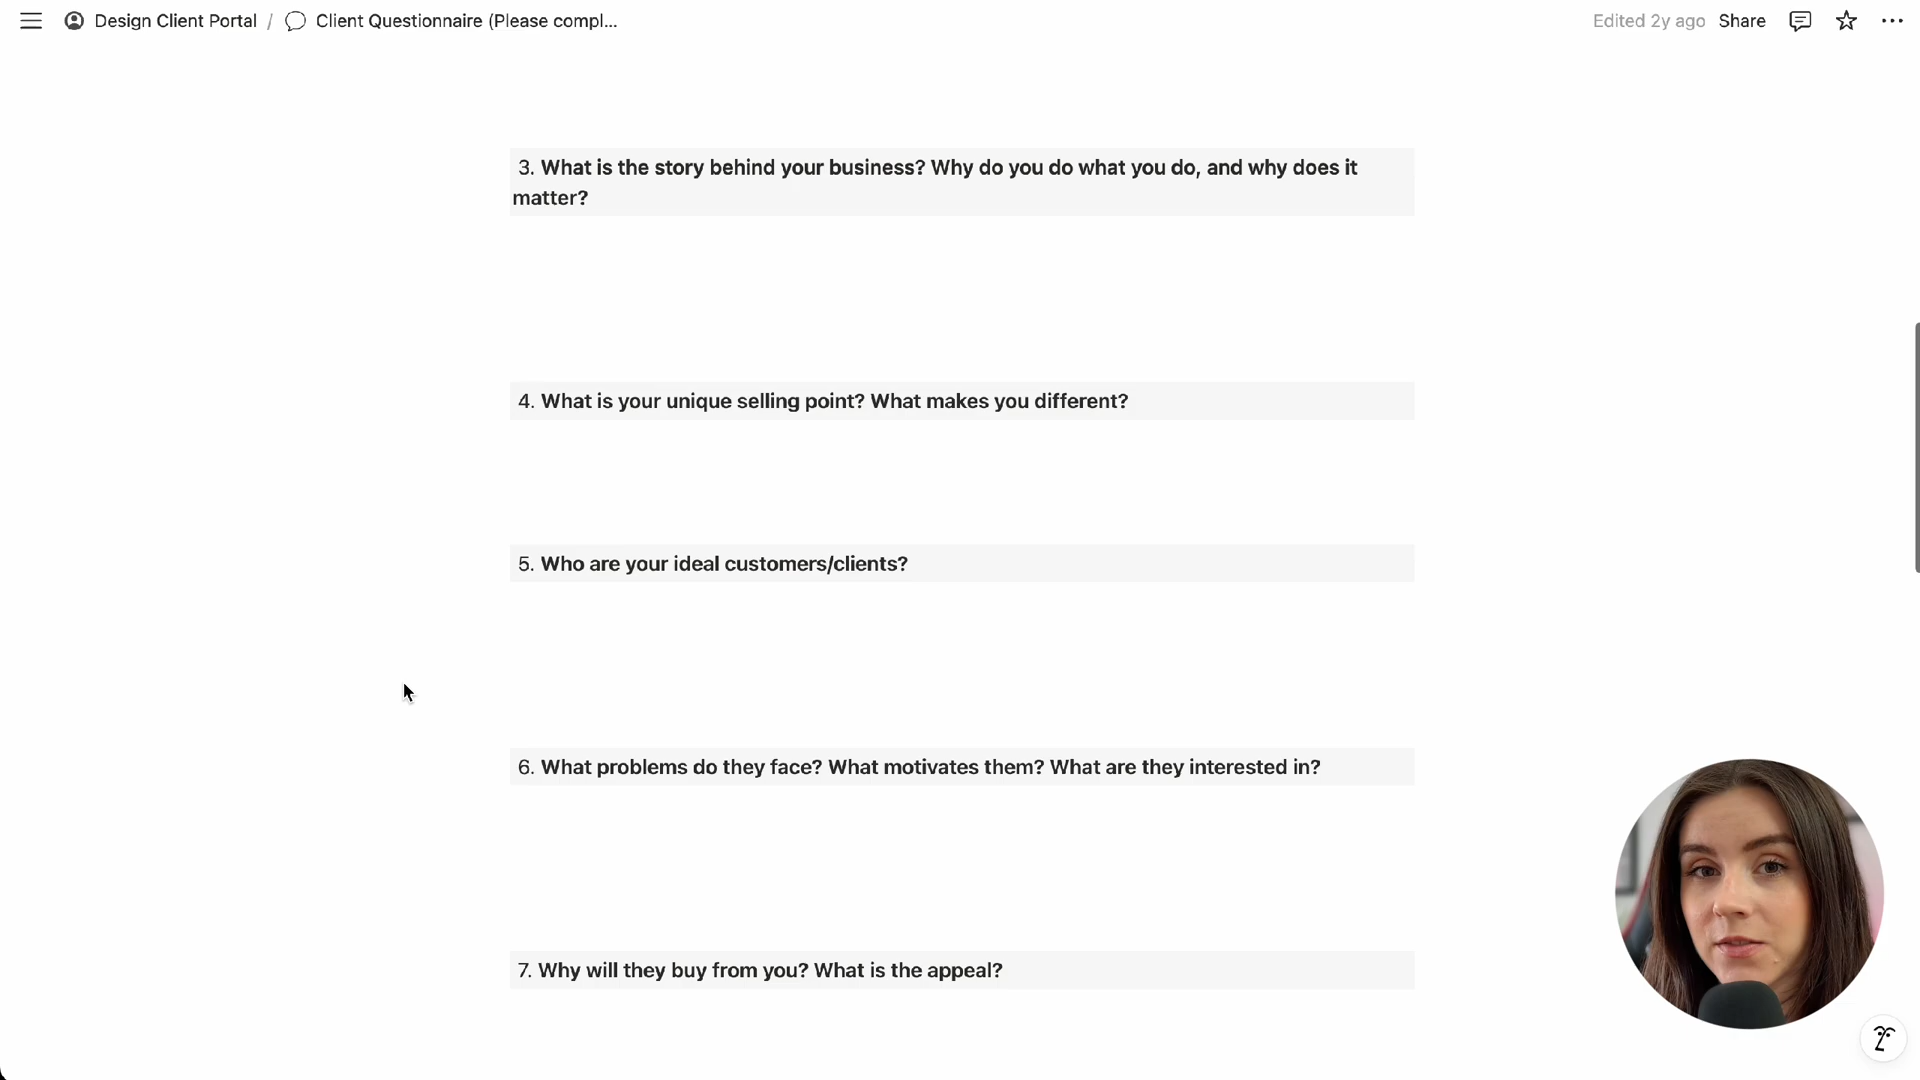 Design Client Portal / Client Questionnaire (Please compl...
Edited 2y ago Share
3. What is the story behind your business? Why do you do what you do, and why does it
matter?
4. What is your unique selling point? What makes you different?
5. Who are your ideal customers/clients?
6. What problems do they face? What motivates them? What are they interested in?
7. Why will they buy from you? What is the appeal?